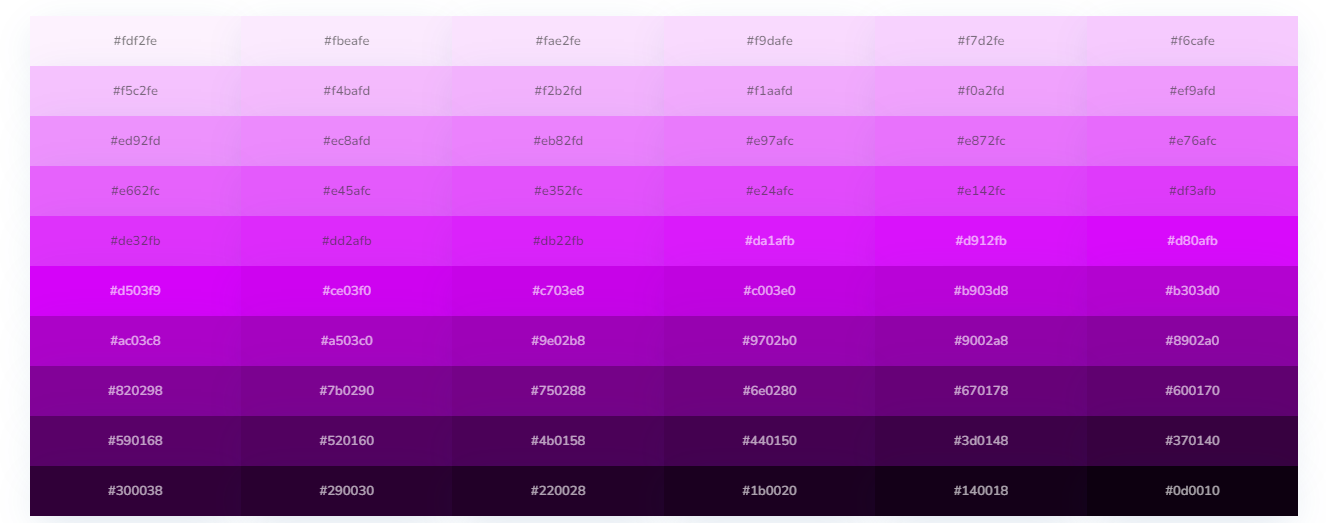 #fdf2fe #fbeafe #fae2fe #f9dafe #f7d2fe #f6cafe
#f5c2fe #f4bafd #f2b2fd #f1aafd #f0a2fd #ef9afd
#ed92fd #ec8afd #eb82fd #e97afc #e872fc #e76afc
#e662fc #e45afc #e352fc #e24afc #e142fc #df3afb
#de32fb #dd2afb #db22fb #da1afb #d912fb #d80afb
#d503f9 #ce03f0 #c703e8 #c003e0 #b903d8 #b303d0
#ac03c8 #a503c0 #9e02b8 #9702b0 #9002a8 #8902a0
#820298 #7b0290 #750288 #6e0280 #670178 #600170
#590168 #520160 #4b0158 #440150 #3d0148 #370140
#300038 #290030 #220028 #1b0020 #140018 #0d0010